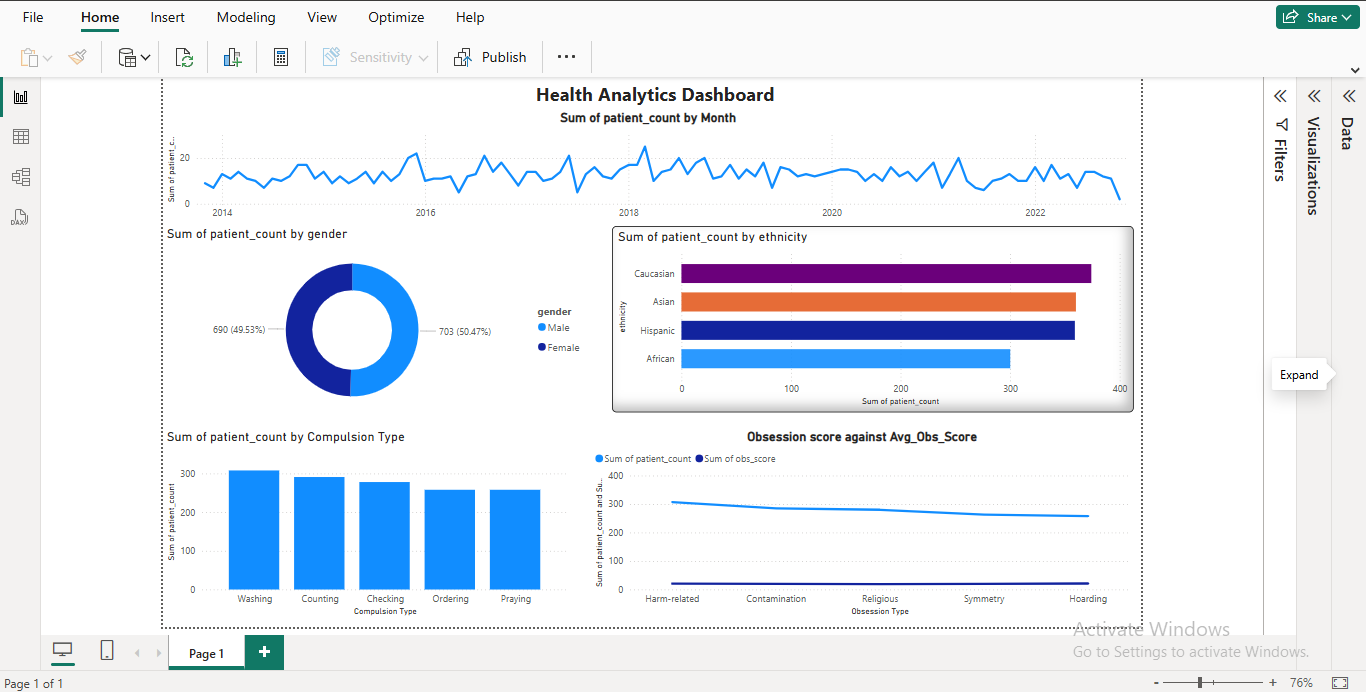 File Home Insert Modeling View Optimize Help Share
Sensitivity Publish ...
Health Analytics Dashboard
Sum of patient_count by Month
Sum of patient_c...
20
0
2014 2016 2018 2020 2022
Sum of patient_count by gender
690 (49.53%)
703 (50.47%)
gender
Male
Female
Sum of patient_count by ethnicity
ethnicity
Caucasian
Asian
Hispanic
African
0 100 200 300 400
Sum of patient_count
Sum of patient_count by Compulsion Type
Sum of patient_count
300
200
100
0
Washing Counting Checking Ordering Praying
Compulsion Type
Obsession score against Avg_Obs_Score
Sum of patient_count Sum of obs_score
Sum of patient_count and Su...
400
300
200
100
0
Harm-related Contamination Religious Symmetry Hoarding
Obsession Type
Filters
Visualizations
Data
Expand
DAX
Activate Windows
Go to Settings to activate Windows.
Page 1 +
Page 1 of 1
- + 76%